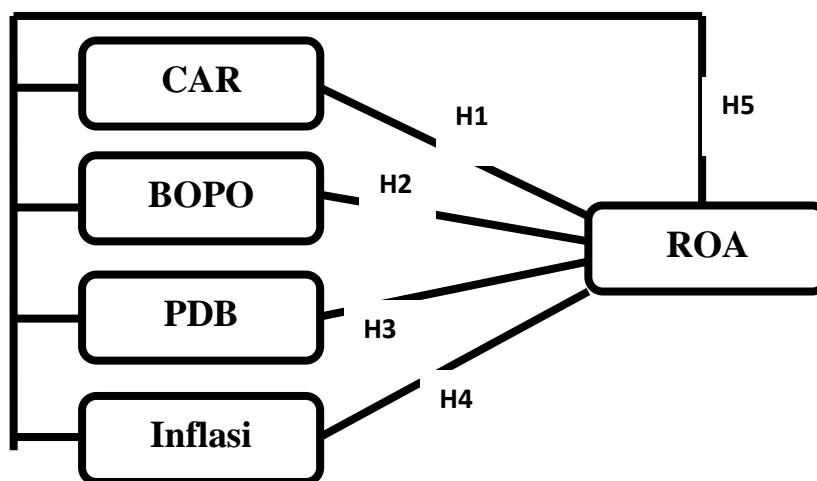 CAR
H1
H5
BOPO
H2
ROA
PDB
H3
Inflasi
H4